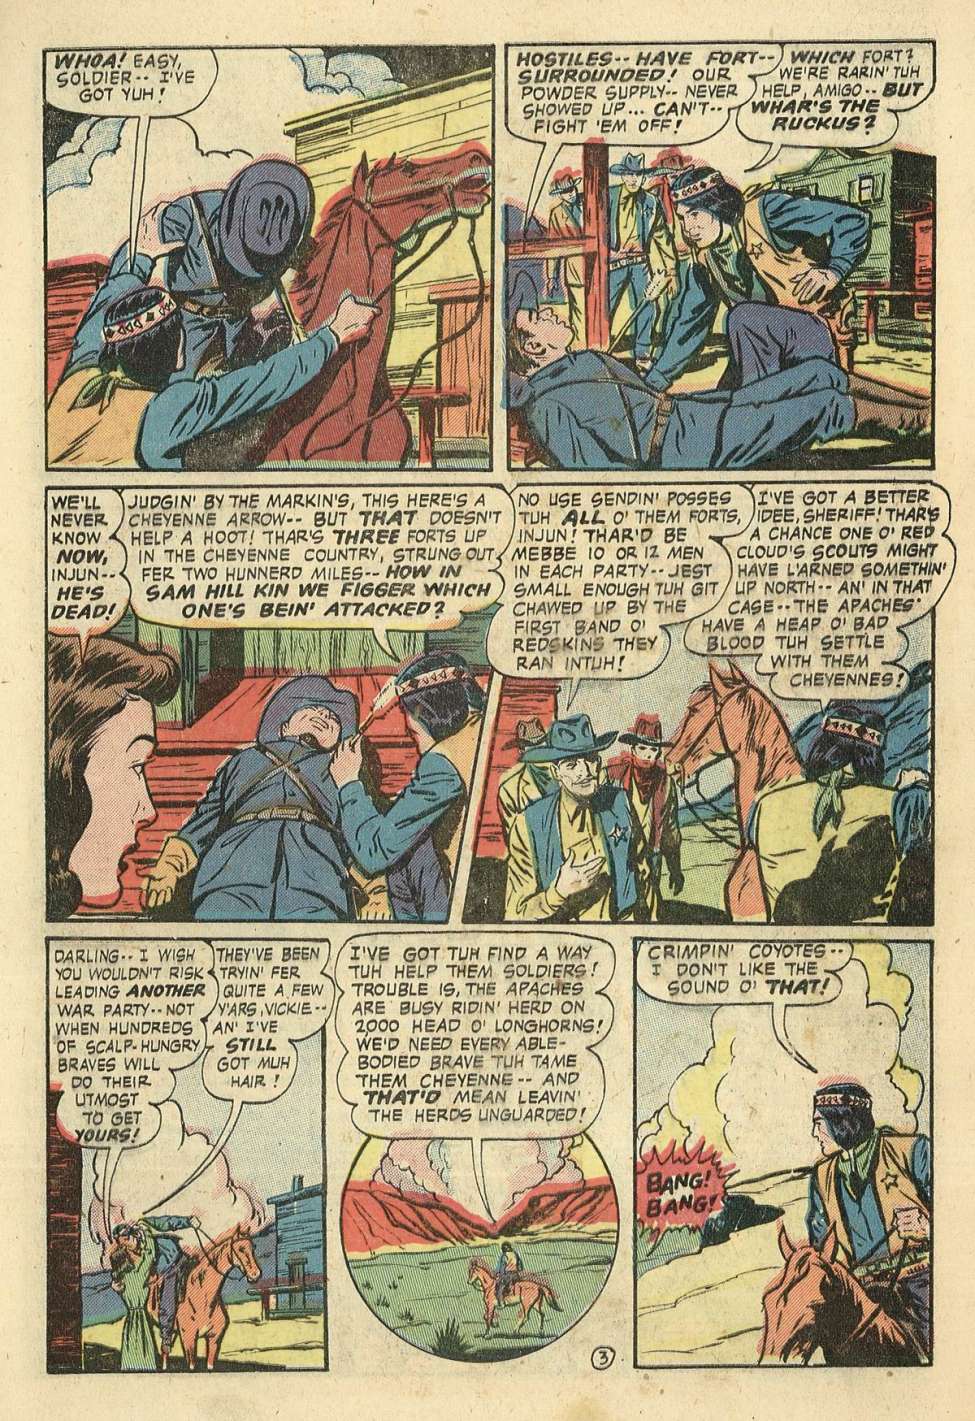 WHOA! EASY,
SOLDIER-- I'VE
GOT YUH!
HOSTILES-- HAVE FORT--
SURROUNDED! OUR
POWDER SUPPLY-- NEVER
SHOWED UP... CAN'T--
FIGHT 'EM OFF!
WHICH FORT?
WE'RE RARIN' TUH
HELP, AMIGO-- BUT
WHAR'S THE
RUCKUS?
WE'LL
NEVER
KNOW
NOW,
INJUN--
HE'S
DEAD!
JUDGIN' BY THE MARKIN'S, THIS HERE'S A
CHEYENNE ARROW-- BUT THAT DOESN'T
HELP A HOOT! THAR'S THREE FORTS UP
IN THE CHEYENNE COUNTRY, STRUNG OUT
FER TWO HUNNERD MILES-- HOW IN
SAM HILL KIN WE FIGGER WHICH
ONE'S BEIN' ATTACKED?
NO USE SENDIN' POSSES
TUH ALL O' THEM FORTS,
INJUN! THAR'D BE
MEBBE 10 OR 12 MEN
IN EACH PARTY-- JEST
SMALL ENOUGH TUH GIT
CHAWED UP BY THE
FIRST BAND O'
REDSKINS THEY
RAN INTUH!
I'VE GOT A BETTER
IDEE, SHERIFF! THAR'S
A CHANCE ONE O' RED
CLOUD'S SCOUTS MIGHT
HAVE L'ARNED SOMETHIN'
UP NORTH-- AN' IN THAT
CASE-- THE APACHES
HAVE A HEAP O' BAD
BLOOD TUH SETTLE
WITH THEM
CHEYENNES!
DARLING-- I WISH
YOU WOULDN'T RISK
LEADING ANOTHER
WAR PARTY-- NOT
WHEN HUNDREDS
OF SCALP-HUNGRY
BRAVES WILL
DO THEIR
UTMOST
TO GET
YOURS!
THEY'VE BEEN
TRYIN' FER
QUITE A FEW
Y'ARS, VICKIE--
AN' I'VE
STILL
GOT MUH
HAIR!
I'VE GOT TUH FIND A WAY
TUH HELP THEM SOLDIERS!
TROUBLE IS, THE APACHES
ARE BUSY RIDIN' HERD ON
2000 HEAD O' LONGHORNS!
WE'D NEED EVERY ABLE-
BODIED BRAVE TUH TAME
THEM CHEYENNE-- AND
THAT'D MEAN LEAVIN'
THE HERDS UNGUARDED!
CRIMPIN' COYOTES--
I DON'T LIKE THE
SOUND O' THAT!
BANG!
BANG!
3